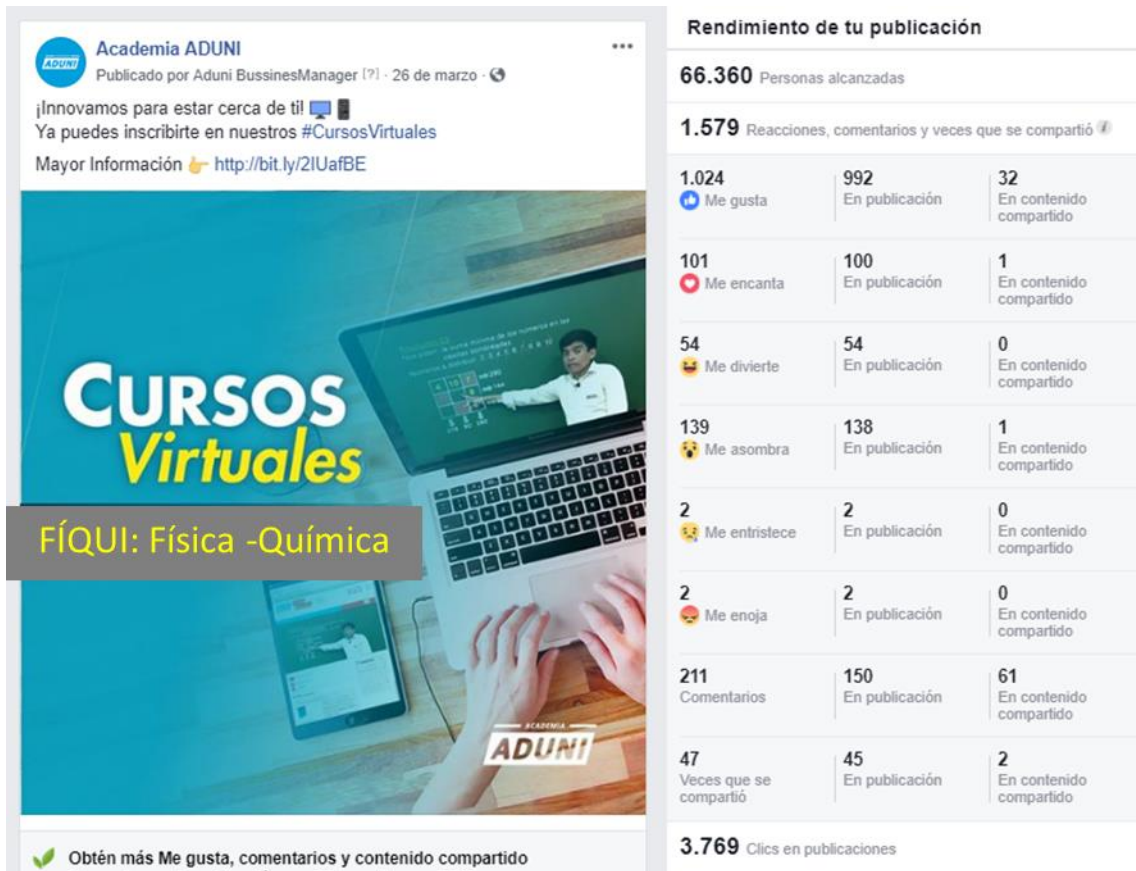 Academia ADUNI
Publicado por Aduni BussinesManager [?] · 26 de marzo ·
¡Innovamos para estar cerca de ti!
Ya puedes inscribirte en nuestros #CursosVirtuales
Mayor Información http://bit.ly/2IUafBE
CURSOS
Virtuales
FÍQUI: Física -Química
ACADEMIA
ADUNI
Obtén más Me gusta, comentarios y contenido compartido
Rendimiento de tu publicación
66.360 Personas alcanzadas
1.579 Reacciones, comentarios y veces que se compartió
1.024 992 32
Me gusta En publicación En contenido
compartido
101 100 1
Me encanta En publicación En contenido
compartido
54 54 0
Me divierte En publicación En contenido
compartido
139 138 1
Me asombra En publicación En contenido
compartido
2 2 0
Me entristece En publicación En contenido
compartido
2 2 0
Me enoja En publicación En contenido
compartido
211 150 61
Comentarios En publicación En contenido
compartido
47 45 2
Veces que se En publicación En contenido
compartió compartido
3.769 Clics en publicaciones